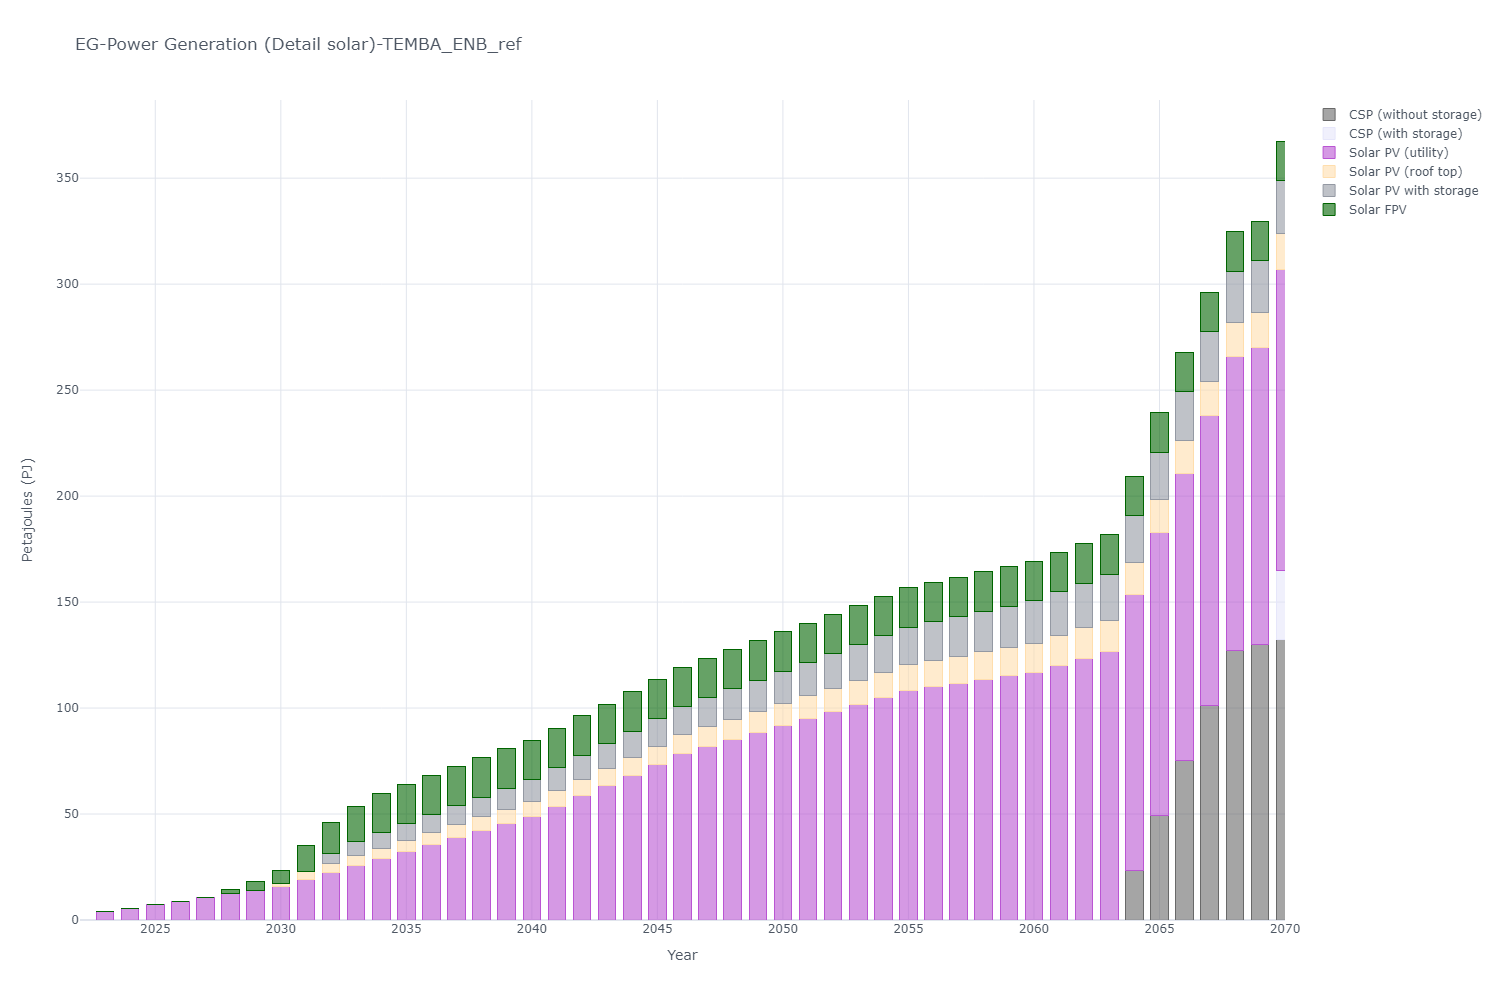 EG-Power Generation (Detail solar)-TEMBA_ENB_ref
CSP (without storage)
CSP (with storage)
Solar PV (utility)
Solar PV (roof top)
Solar PV with storage
Solar FPV
350
300
250
200
150
100
50
0
Petajoules (PJ)
2025 2030 2035 2040 2045 2050 2055 2060 2065 2070
Year